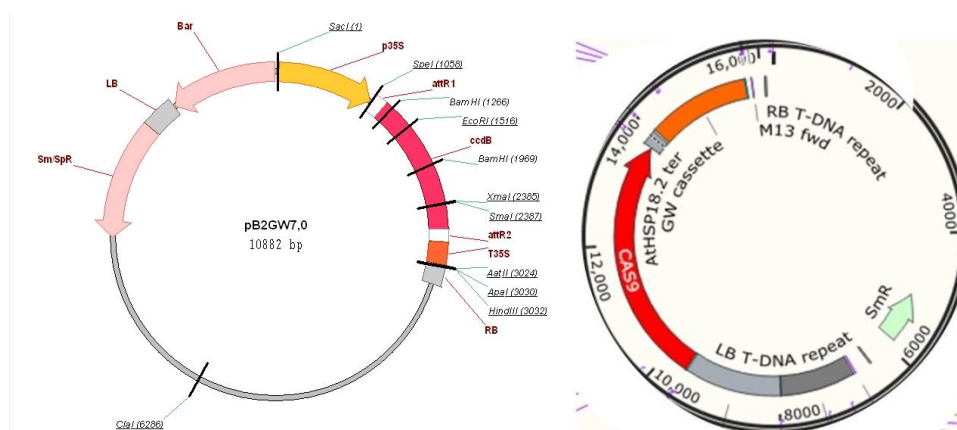 SacI (1)
Bar
p35S
SpeI (1058)
attR1
LB
BamHI (1266)
EcoRI (1516)
ccdB
BamHI (1969)
Sm/SpR
XmaI (2385)
SmaI (2387)
pB2GW7,0
10882 bp
attR2
T35S
AatII (3024)
ApaI (3030)
HindIII (3032)
RB
ClaI (6286)
16,000
2000
RB T-DNA repeat
M13 fwd
14,000
GW cassette
AtHSP18.2 ter
4000
12,000
CAS9
SmR
LB T-DNA repeat
6000
10,000
8000